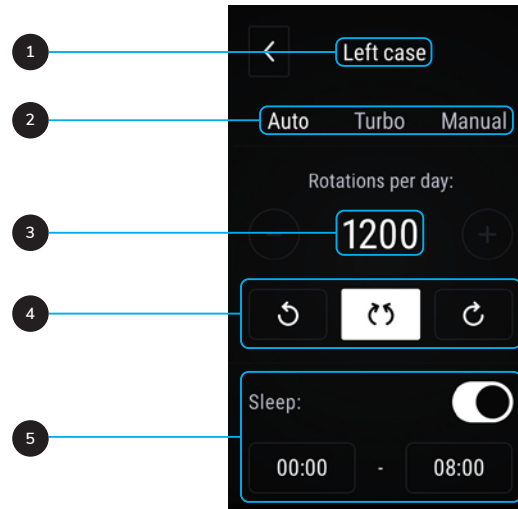 1
Left case
2
Auto Turbo Manual
Rotations per day:
3
1200
4
Sleep:
5
00:00 - 08:00